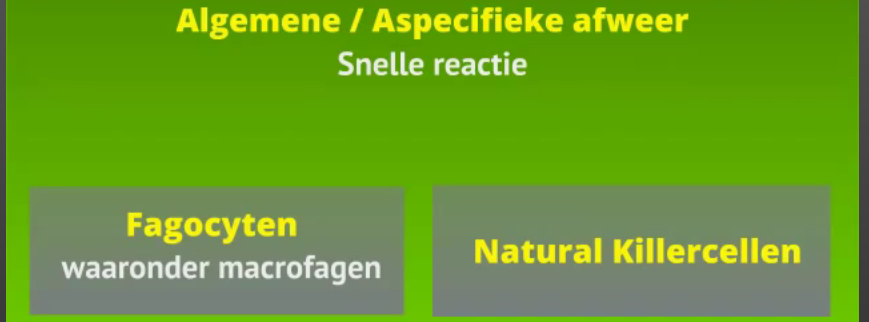 Algemene / Aspecifieke afweer
Snelle reactie
Fagocyten
waaronder macrofagen
Natural Killercellen